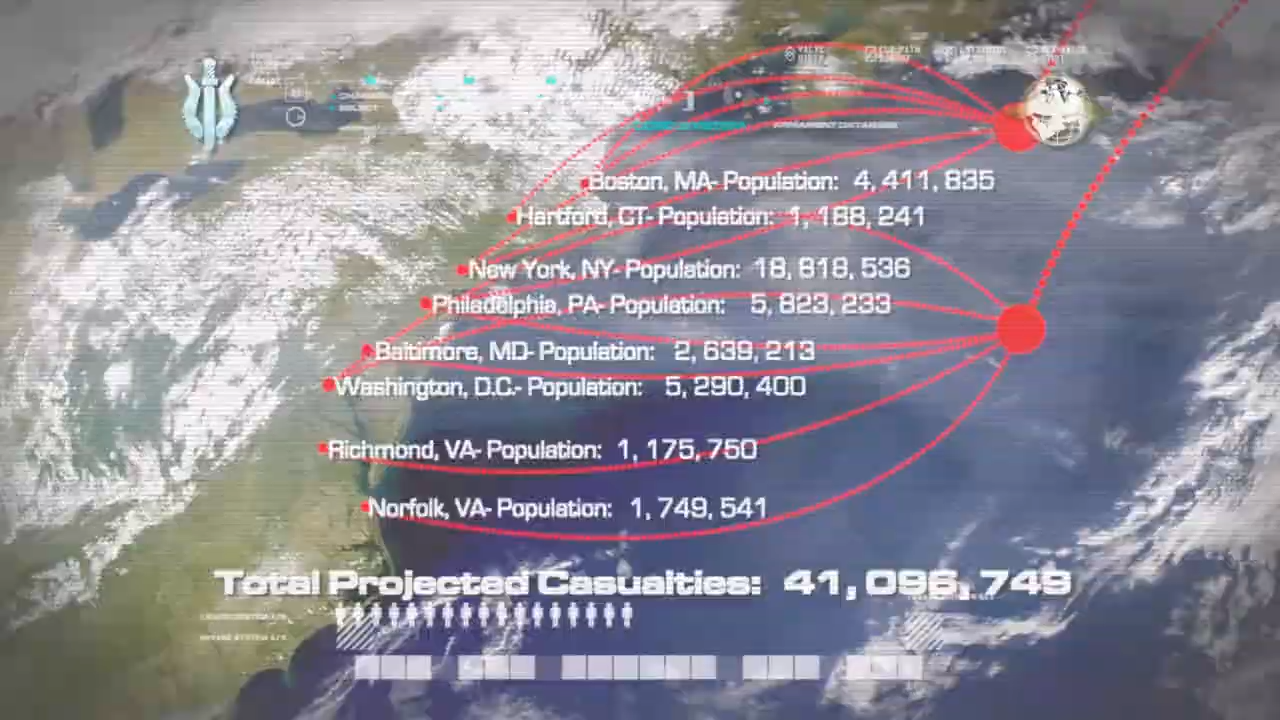 Boston, MA- Population: 4,411,835
Hartford, CT- Population: 1,188,241
New York, NY- Population: 18,818,536
Philadelphia, PA- Population: 5,823,233
Baltimore, MD- Population: 2,639,213
Washington, D.C.- Population: 5,290,400
Richmond, VA- Population: 1,175,750
Norfolk, VA- Population: 1,749,541
Total Projected Casualties: 41,096,749